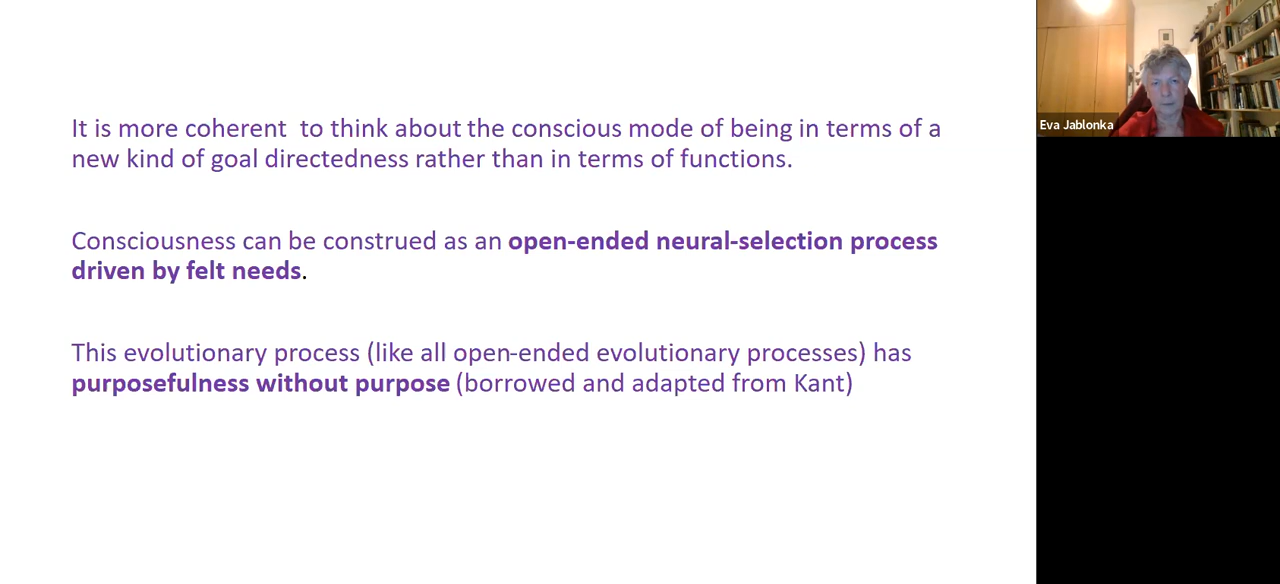 It is more coherent  to think about the conscious mode of being in terms of a
new kind of goal directedness rather than in terms of functions.
Consciousness can be construed as an open-ended neural-selection process
driven by felt needs.
This evolutionary process (like all open-ended evolutionary processes) has
purposefulness without purpose (borrowed and adapted from Kant)
Eva Jablonka